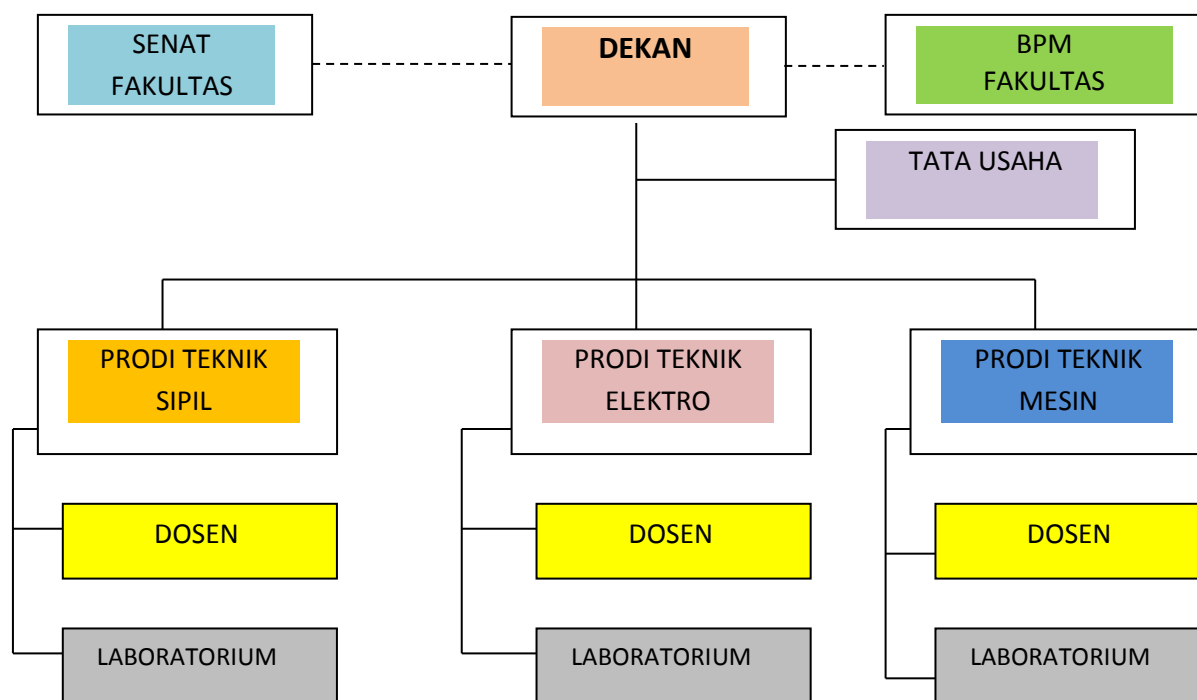 SENAT
FAKULTAS
DEKAN
BPM
FAKULTAS
TATA USAHA
PRODI TEKNIK
SIPIL
PRODI TEKNIK
ELEKTRO
PRODI TEKNIK
MESIN
DOSEN
DOSEN
DOSEN
LABORATORIUM
LABORATORIUM
LABORATORIUM